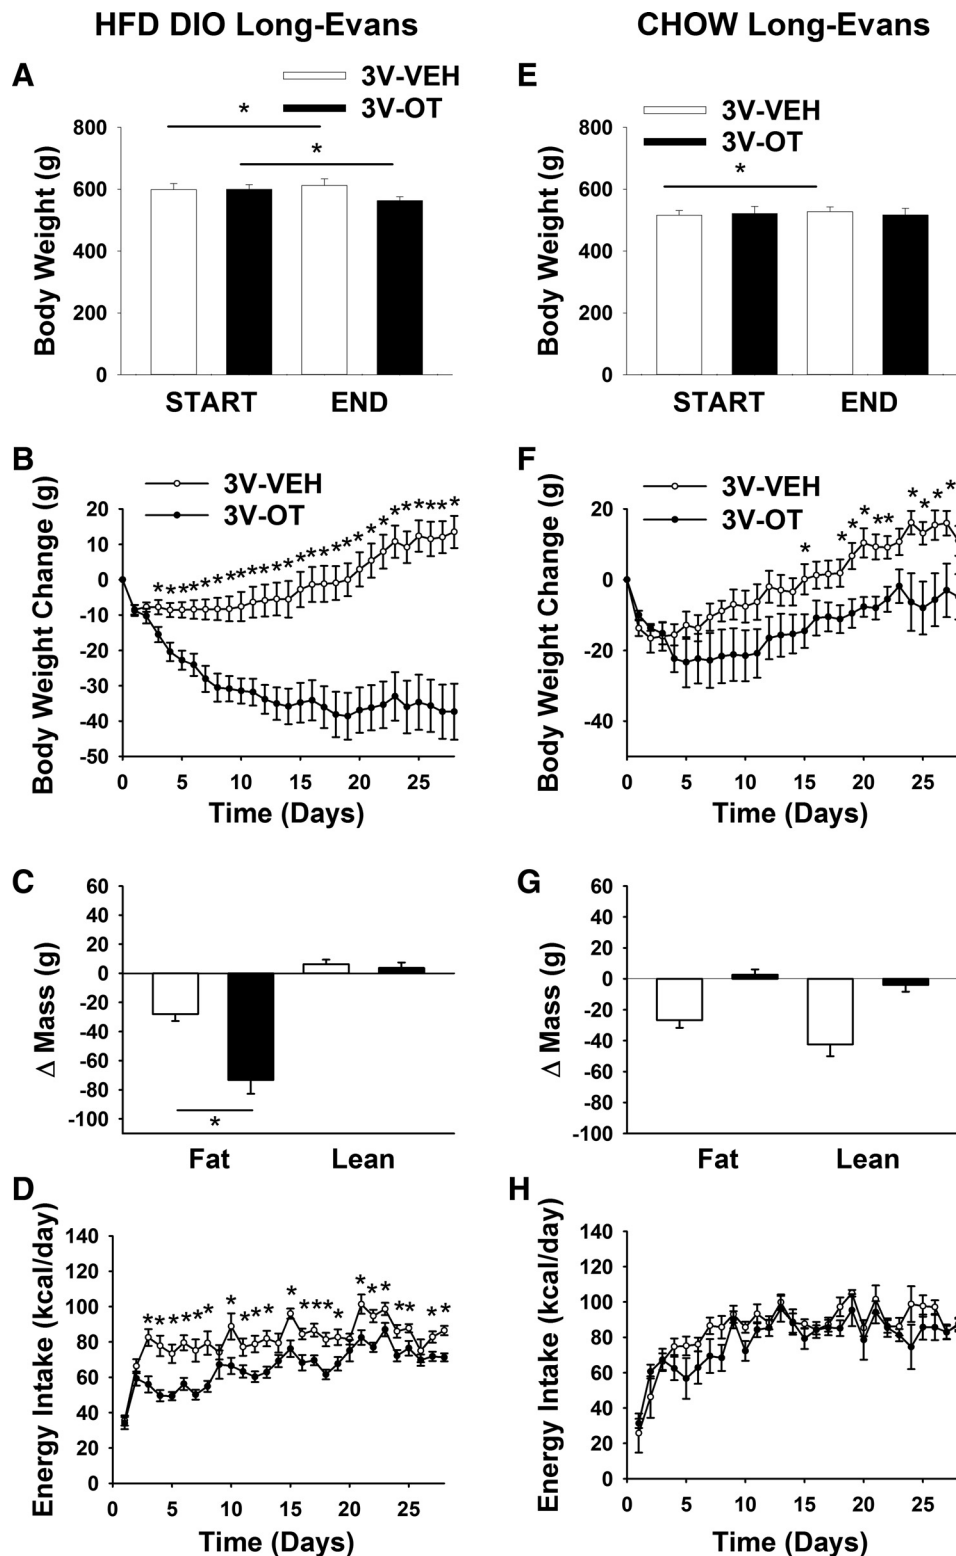 HFD DIO Long-Evans
CHOW Long-Evans
A
3V-VEH
3V-OT
*
*
800
600
400
200
0
Body Weight (g)
START
END
E
3V-VEH
3V-OT
*
800
600
400
200
0
Body Weight (g)
START
END
B
3V-VEH
3V-OT
**************************
20
10
0
-10
-20
-30
-40
-50
Body Weight Change (g)
0
5
10
15
20
25
Time (Days)
F
3V-VEH
3V-OT
* * * * * * * * * *
20
0
-20
-40
Body Weight Change (g)
0
5
10
15
20
25
Time (Days)
C
60
40
20
0
-20
-40
-60
-80
-100
Δ Mass (g)
*
Fat
Lean
G
60
40
20
0
-20
-40
-60
-80
-100
Δ Mass (g)
Fat
Lean
D
140
120
100
80
60
40
20
0
Energy Intake (kcal/day)
* * * * * * * * * * * * * * * * * * * * * *
0
5
10
15
20
25
Time (Days)
H
140
120
100
80
60
40
20
0
Energy Intake (kcal/day)
0
5
10
15
20
25
Time (Days)